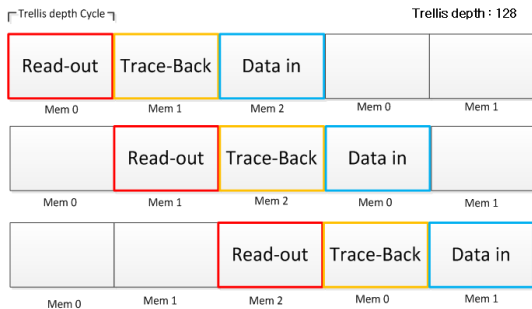 Trellis depth Cycle
Trellis depth : 128
Read-out Trace-Back Data in
Mem 0 Mem 1 Mem 2 Mem 0 Mem 1
Read-out Trace-Back Data in
Mem 0 Mem 1 Mem 2 Mem 0 Mem 1
Read-out Trace-Back Data in
Mem 0 Mem 1 Mem 2 Mem 0 Mem 1